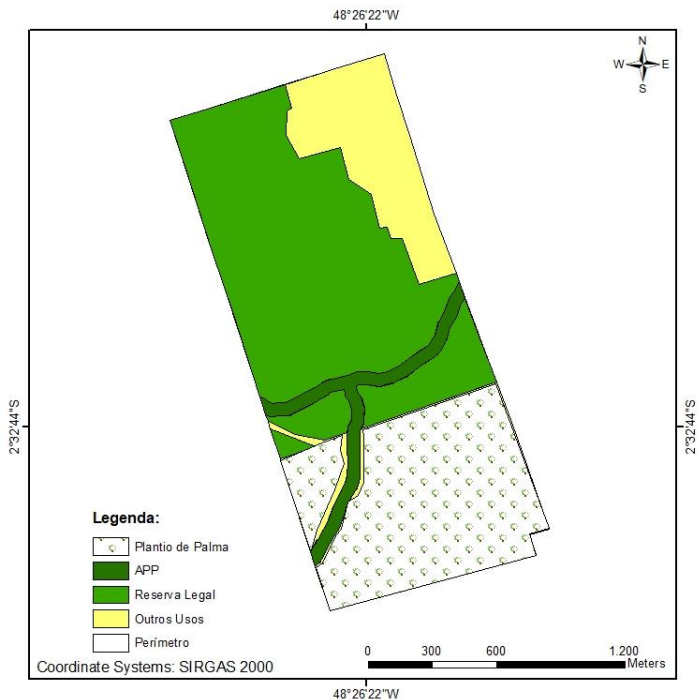 48°26'22"W
N
W E
S
2°32'44"S
2°32'44"S
Legenda:
Plantio de Palma
APP
Reserva Legal
Outros Usos
Perímetro
Coordinate Systems: SIRGAS 2000
0 300 600 1.200
Meters
48°26'22"W